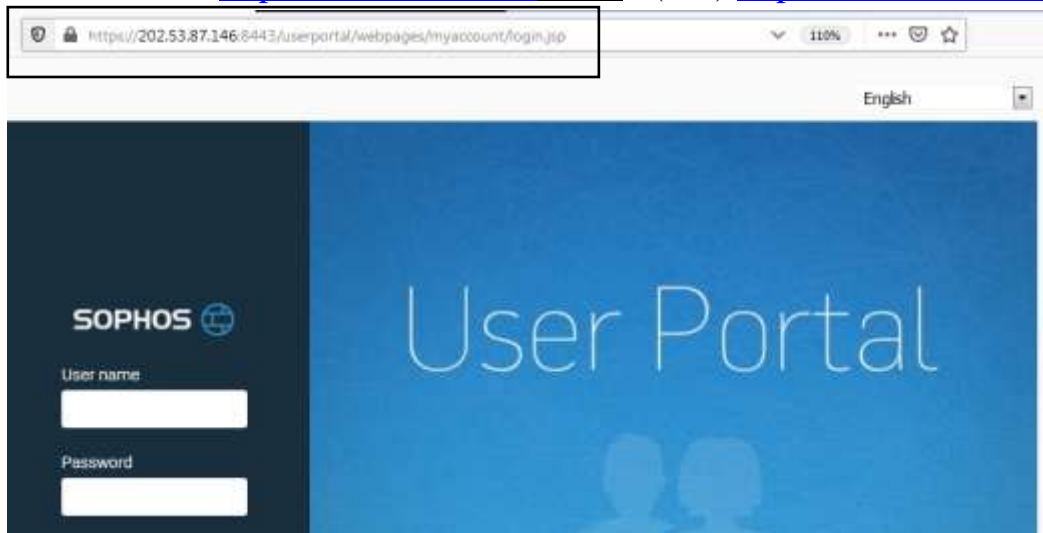 https://202.53.87.146:8443/userportal/webpages/myaccount/login.jsp
110%
English
SOPHOS
User Portal
User name
Password